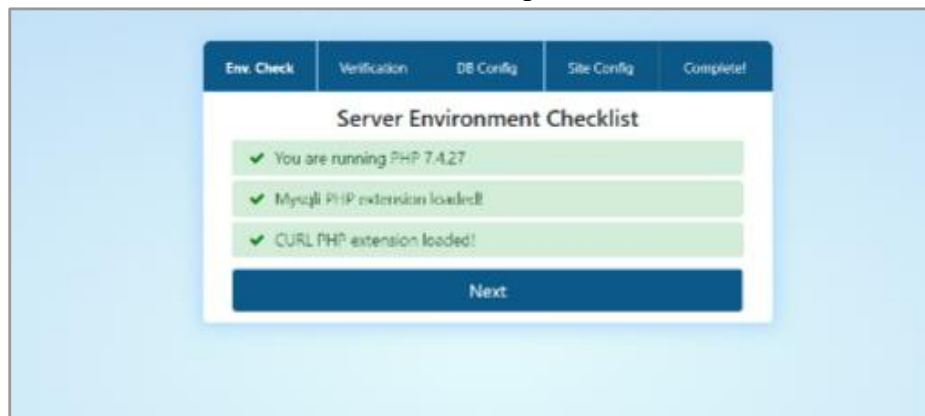 Env. Check Verification DB Config Site Config Complete!
Server Environment Checklist
✔ You are running PHP 7.4.27
✔ Mysqli PHP extension loaded!
✔ CURL PHP extension loaded!
Next